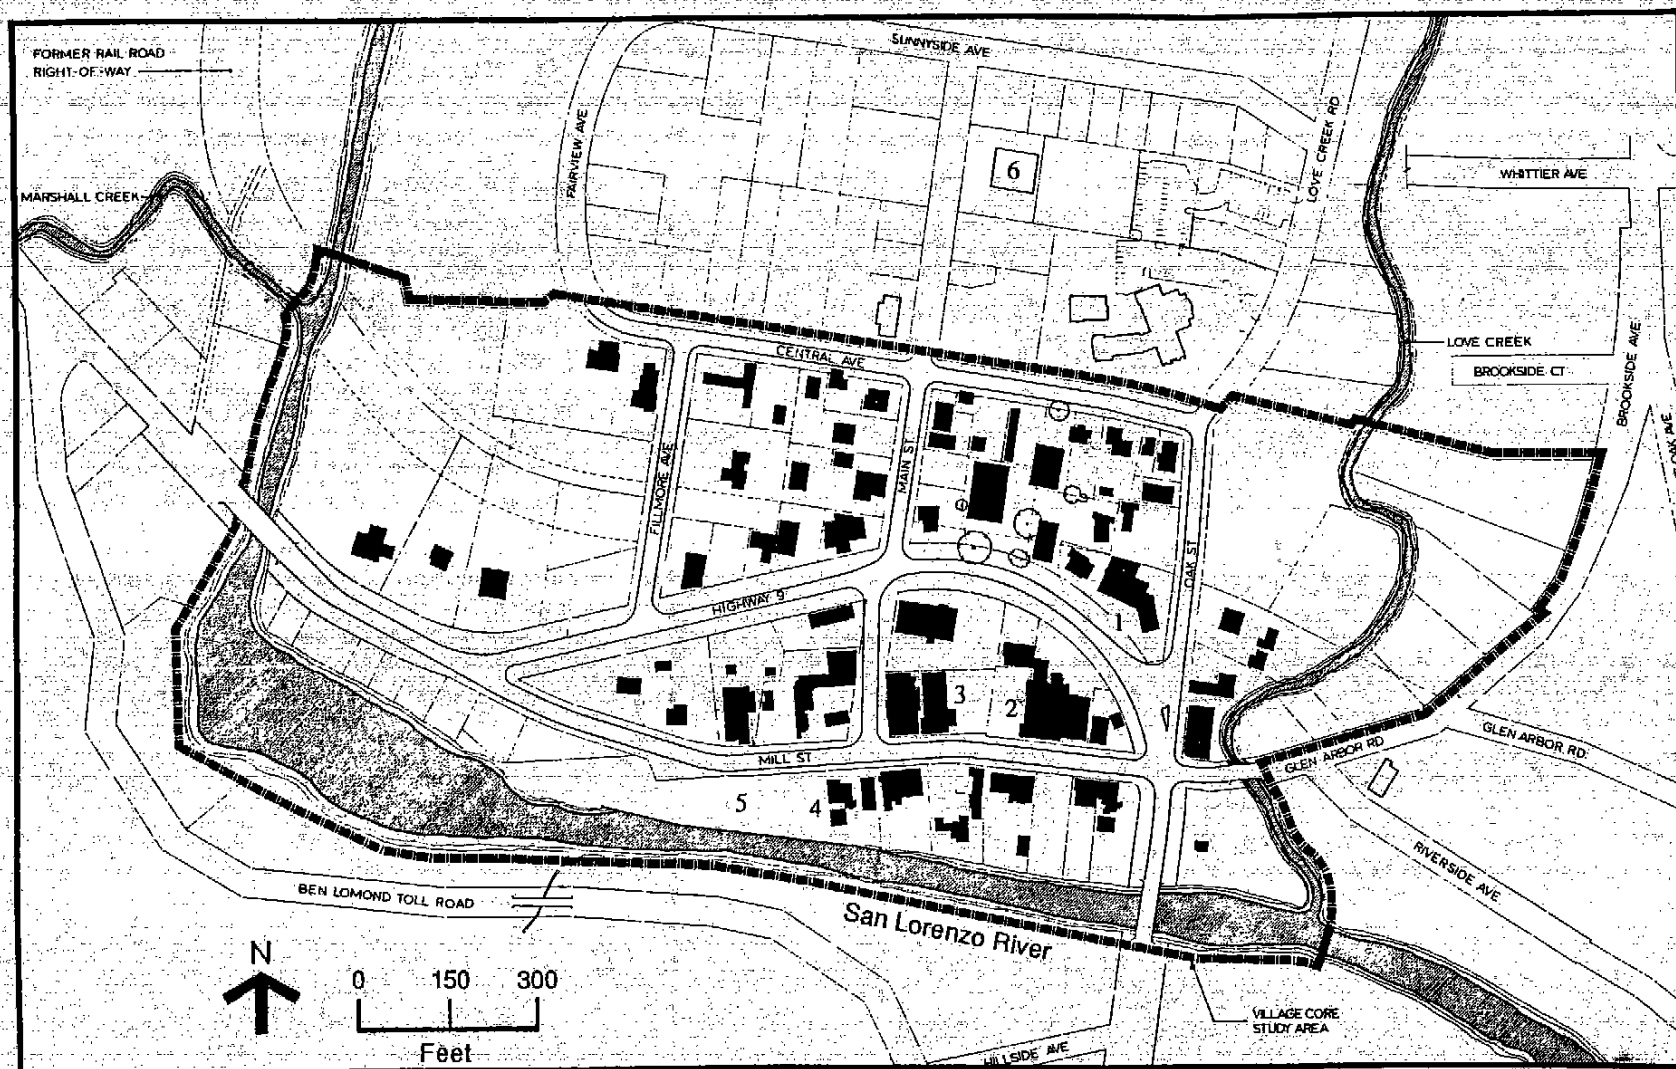 SUNNYSIDE AVE
FORMER RAIL ROAD
RIGHT-OF-WAY
FAIRVIEW AVE
LOVE CREEK RD
6
WHITTIER AVE
MARSHALL CREEK
LOVE CREEK
BROOKSIDE CT
BROOKSIDE AVE
OAK AVE
CENTRAL AVE
MAIN ST
FILLMORE AVE
OAK ST
HIGHWAY 9
1
3
2
MILL ST
GLEN ARBOR RD
GLEN ARBOR RD
5
4
RIVERSIDE AVE
BEN LOMOND TOLL ROAD
San Lorenzo River
N
0 150 300
Feet
VILLAGE CORE
STUDY AREA
HILLSIDE AVE